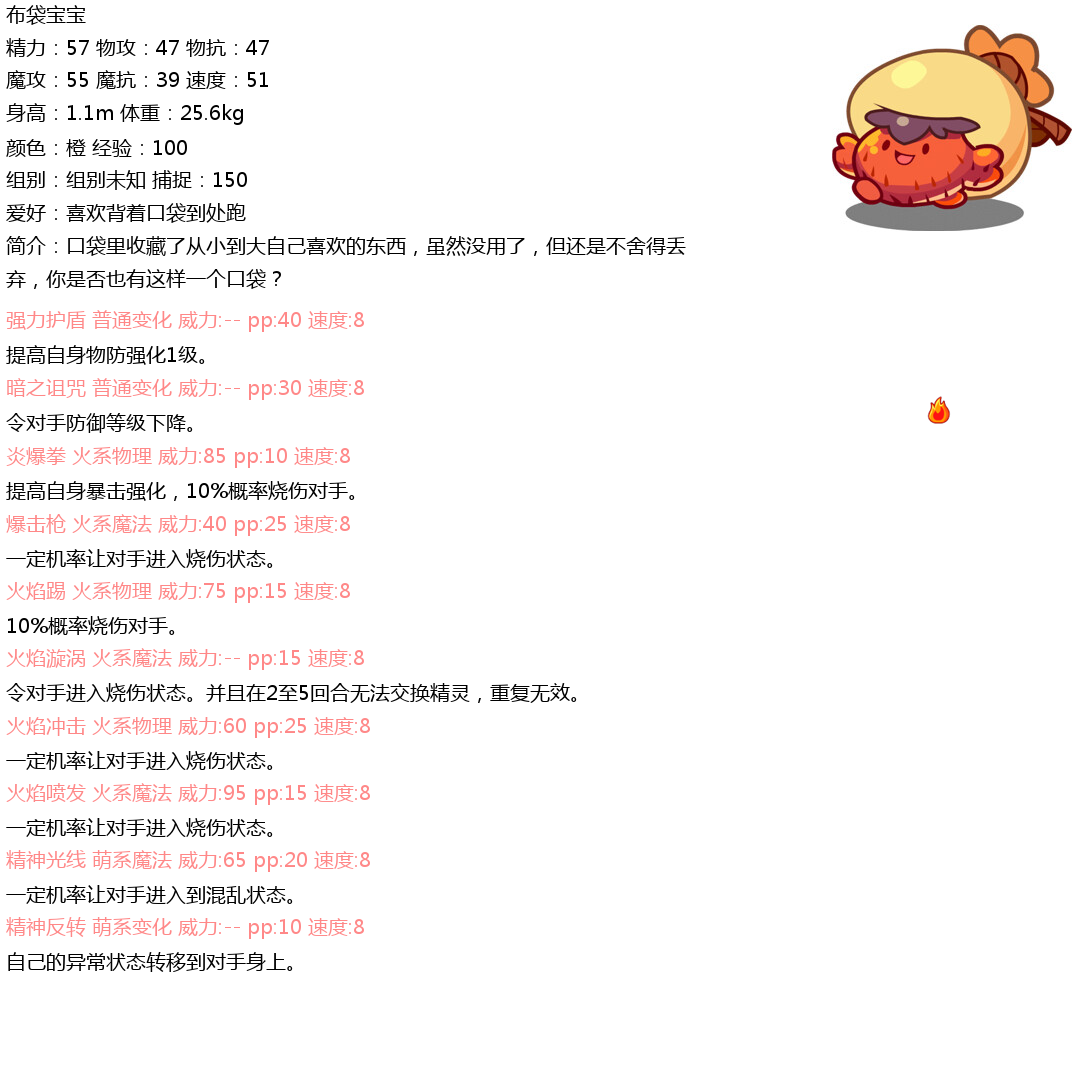 布袋宝宝
精力：57 物攻：47 物抗：47
魔攻：55 魔抗：39 速度：51
身高：1.1m 体重：25.6kg
颜色：橙 经验：100
组别：组别未知 捕捉：150
爱好：喜欢背着口袋到处跑
简介：口袋里收藏了从小到大自己喜欢的东西，虽然没用了，但还是不舍得丢
弃，你是否也有这样一个口袋？
强力护盾 普通变化 威力:-- pp:40 速度:8
提高自身物防强化1级。
暗之诅咒 普通变化 威力:-- pp:30 速度:8
令对手防御等级下降。
炎爆拳 火系物理 威力:85 pp:10 速度:8
提高自身暴击强化，10%概率烧伤对手。
爆击枪 火系魔法 威力:40 pp:25 速度:8
一定机率让对手进入烧伤状态。
火焰踢 火系物理 威力:75 pp:15 速度:8
10%概率烧伤对手。
火焰旋涡 火系魔法 威力:-- pp:15 速度:8
令对手进入烧伤状态。并且在2至5回合无法交换精灵，重复无效。
火焰冲击 火系物理 威力:60 pp:25 速度:8
一定机率让对手进入烧伤状态。
火焰喷发 火系魔法 威力:95 pp:15 速度:8
一定机率让对手进入烧伤状态。
精神光线 萌系魔法 威力:65 pp:20 速度:8
一定机率让对手进入到混乱状态。
精神反转 萌系变化 威力:-- pp:10 速度:8
自己的异常状态转移到对手身上。